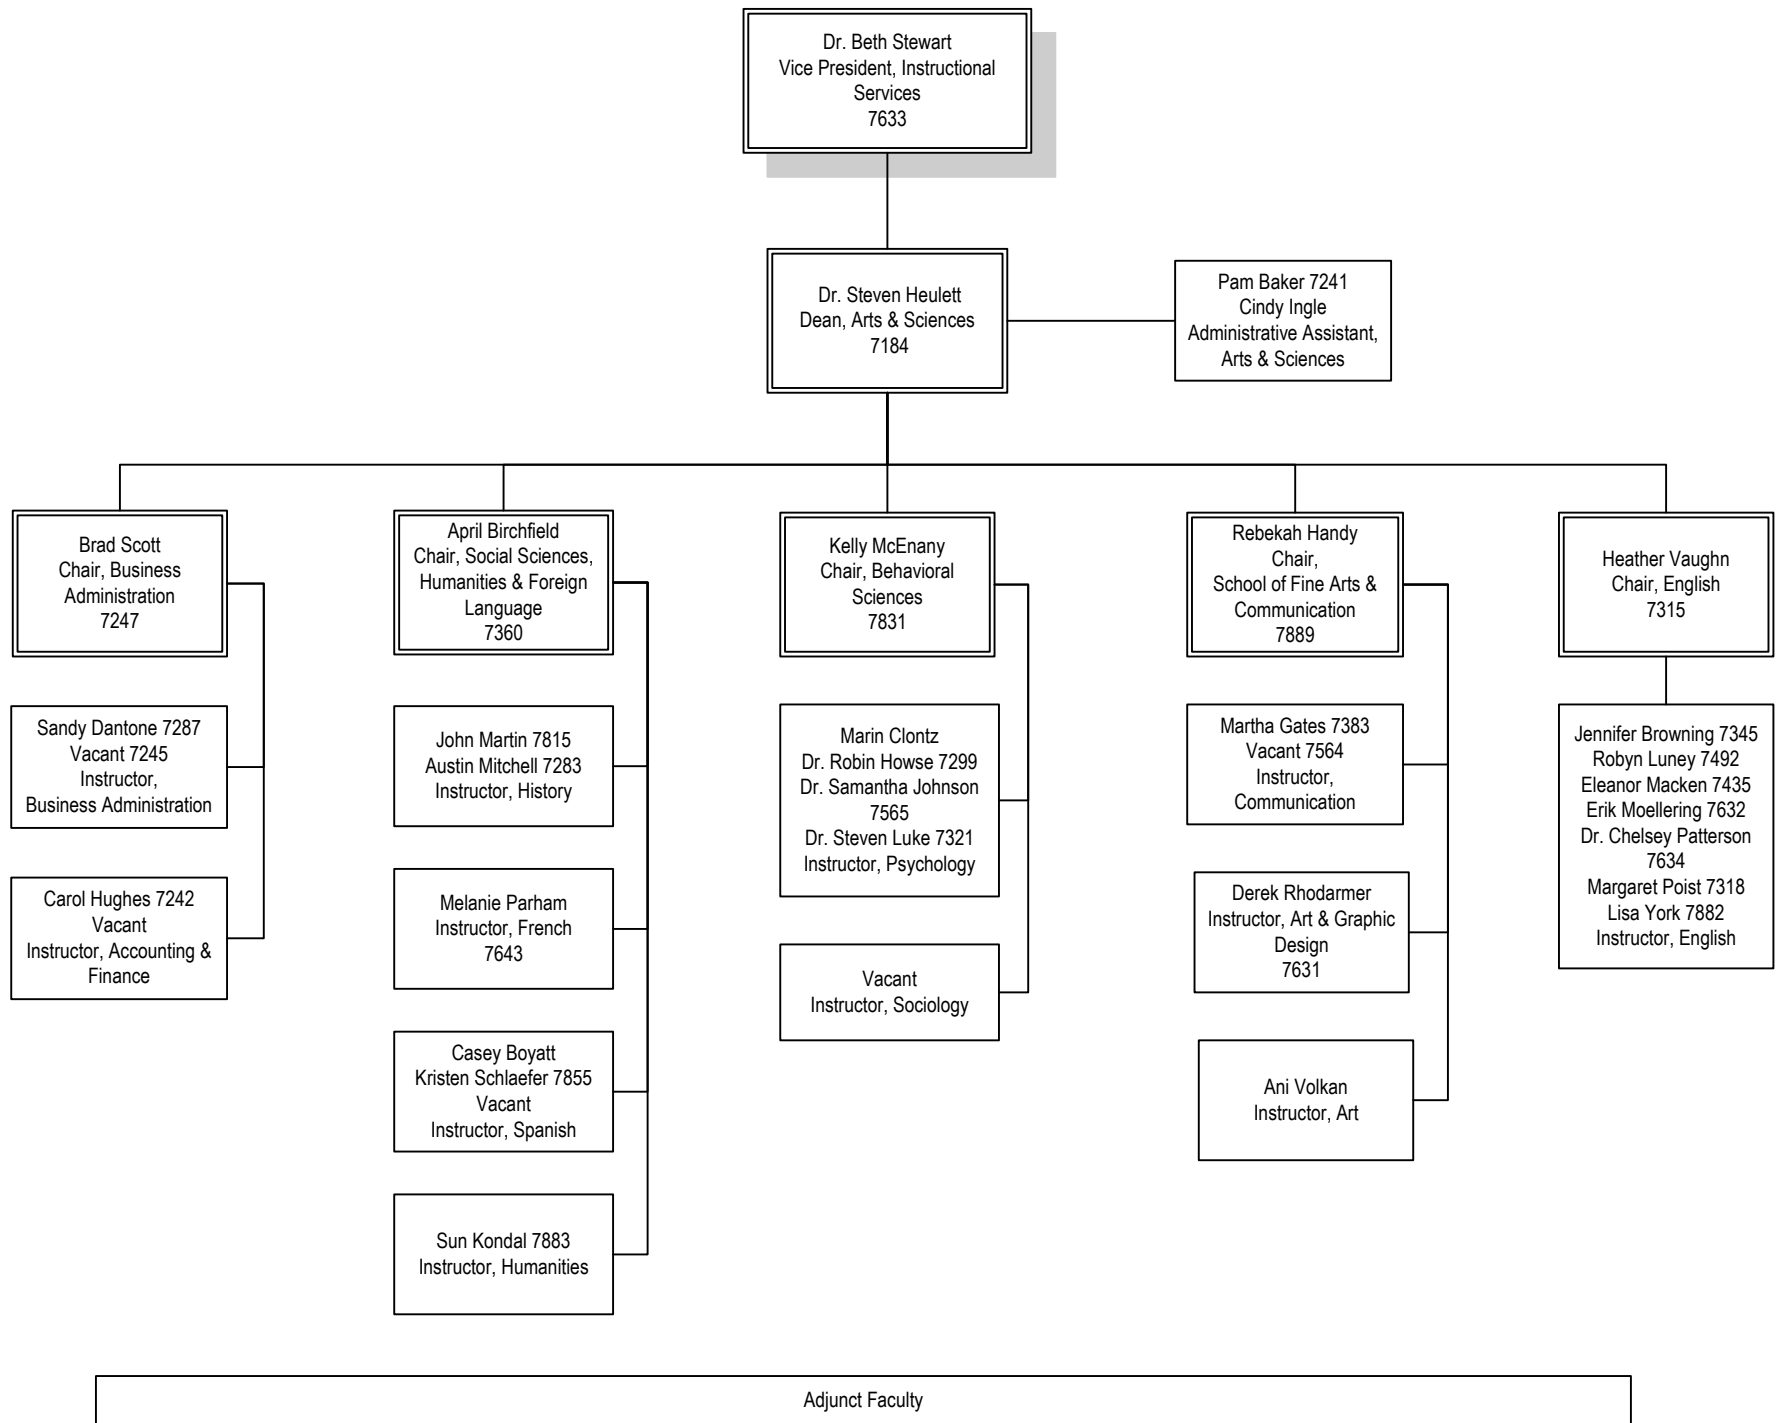 Dr. Beth Stewart
Vice President, Instructional
Services
7633
Dr. Steven Heulett
Dean, Arts & Sciences
7184
Pam Baker 7241
Cindy Ingle
Administrative Assistant,
Arts & Sciences
Brad Scott
Chair, Business
Administration
7247
Sandy Dantone 7287
Vacant 7245
Instructor,
Business Administration
Carol Hughes 7242
Vacant
Instructor, Accounting &
Finance
April Birchfield
Chair, Social Sciences,
Humanities & Foreign
Language
7360
John Martin 7815
Austin Mitchell 7283
Instructor, History
Melanie Parham
Instructor, French
7643
Casey Boyatt
Kristen Schlaefer 7855
Vacant
Instructor, Spanish
Sun Kondal 7883
Instructor, Humanities
Kelly McEnany
Chair, Behavioral
Sciences
7831
Marin Clontz
Dr. Robin Howse 7299
Dr. Samantha Johnson
7565
Dr. Steven Luke 7321
Instructor, Psychology
Vacant
Instructor, Sociology
Rebekah Handy
Chair,
School of Fine Arts &
Communication
7889
Martha Gates 7383
Vacant 7564
Instructor,
Communication
Derek Rhodarmer
Instructor, Art & Graphic
Design
7631
Ani Volkan
Instructor, Art
Heather Vaughn
Chair, English
7315
Jennifer Browning 7345
Robyn Luney 7492
Eleanor Macken 7435
Erik Moellering 7632
Dr. Chelsey Patterson
7634
Margaret Poist 7318
Lisa York 7882
Instructor, English
Adjunct Faculty